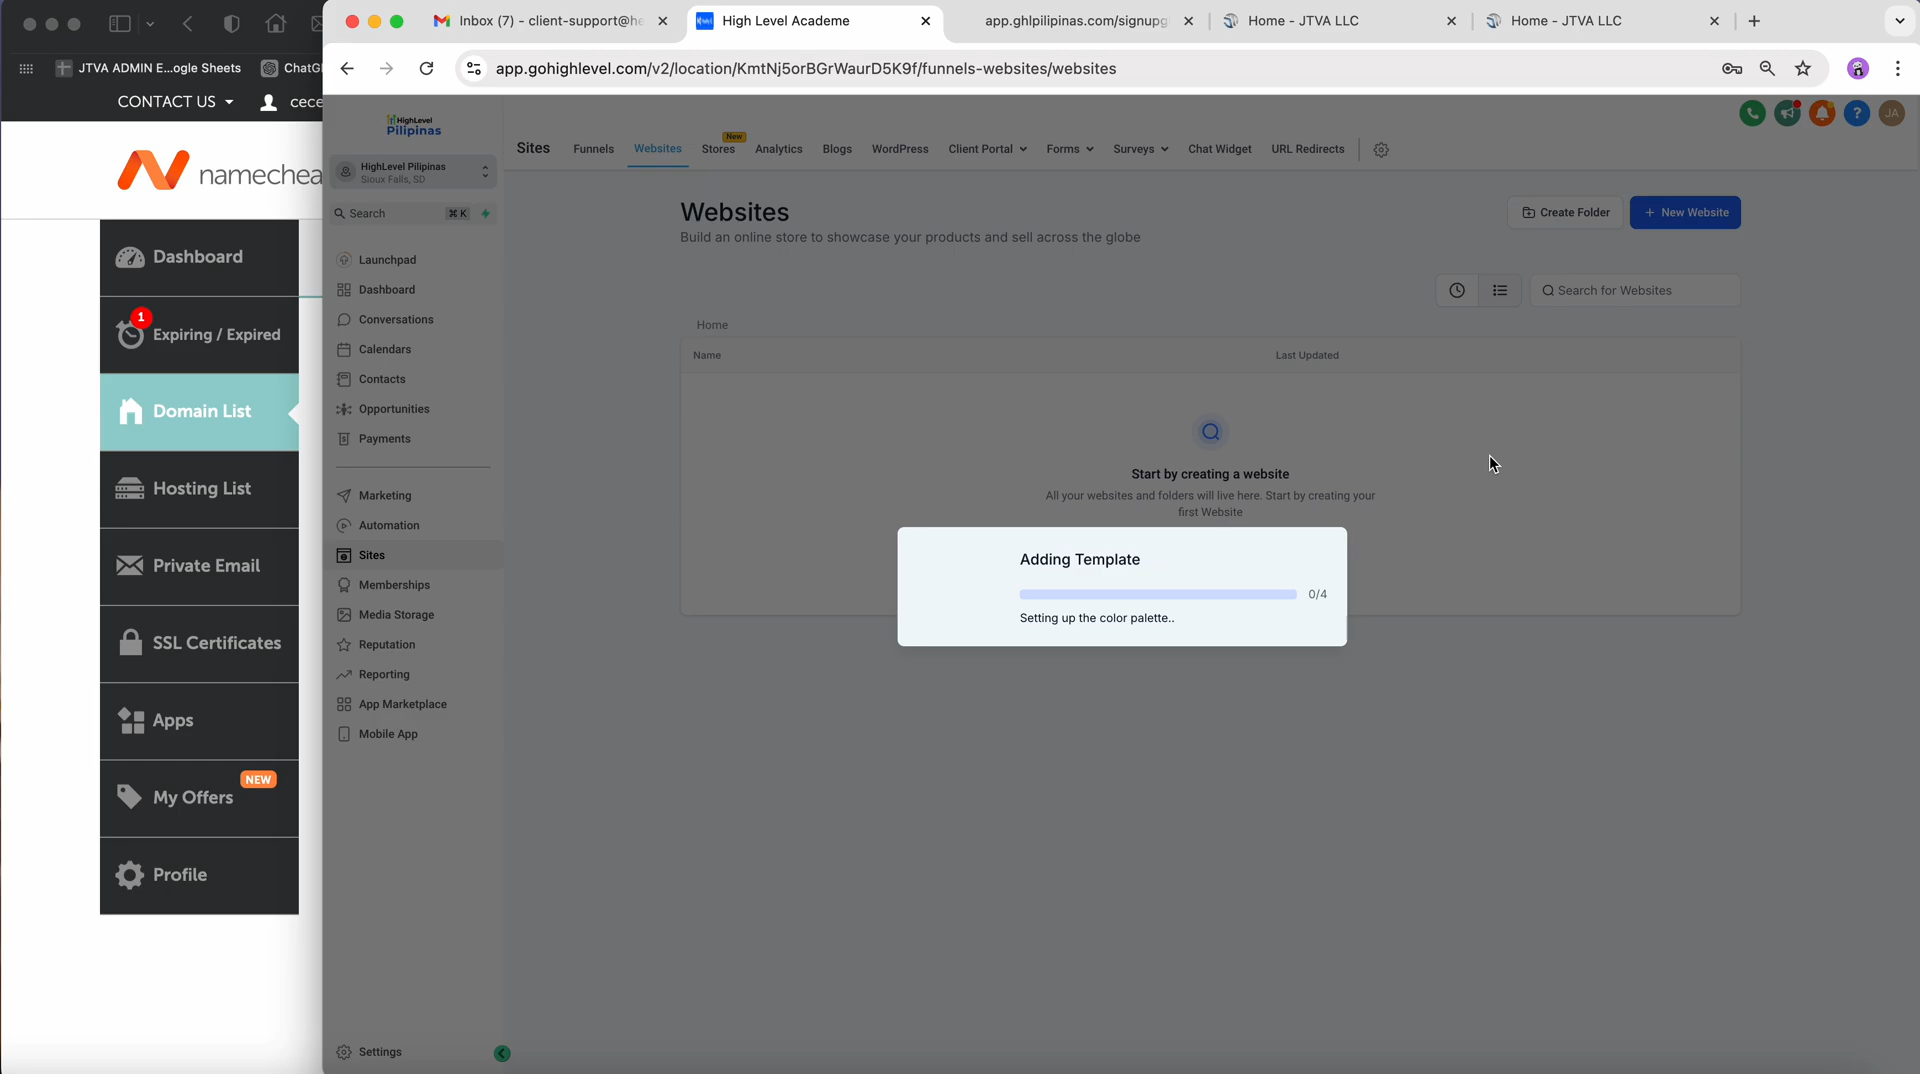 JTVA ADMIN E...ogle Sheets
CONTACT US
namechea
Dashboard
1
Expiring / Expired
Domain List
Hosting List
Private Email
SSL Certificates
Apps
NEW
My Offers
Profile
Inbox (7) - client-support@he
High Level Academe
app.ghlpilipinas.com/signupg
Home - JTVA LLC
Home - JTVA LLC
app.gohighlevel.com/v2/location/KmtNj5orBGrWaurD5K9f/funnels-websites/websites
HighLevel
Pilipinas
HighLevel Pilipinas
Sioux Falls, SD
Search
⌘ K
Launchpad
Dashboard
Conversations
Calendars
Contacts
Opportunities
Payments
Marketing
Automation
Sites
Memberships
Media Storage
Reputation
Reporting
App Marketplace
Mobile App
Settings
JA
New
Sites Funnels Websites Stores Analytics Blogs WordPress Client Portal Forms Surveys Chat Widget URL Redirects
Websites
Build an online store to showcase your products and sell across the globe
Create Folder
+ New Website
Search for Websites
Home
Name Last Updated
Start by creating a website
All your websites and folders will live here. Start by creating your
first Website
Adding Template
0/4
Setting up the color palette..